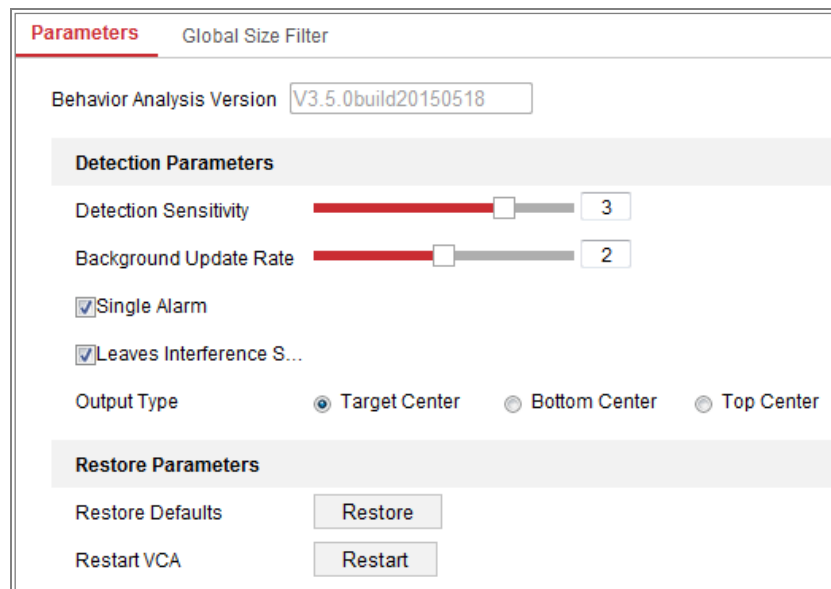 Parameters Global Size Filter
Behavior Analysis Version V3.5.0build20150518
Detection Parameters
Detection Sensitivity 3
Background Update Rate 2
Single Alarm
Leaves Interference S...
Output Type Target Center Bottom Center Top Center
Restore Parameters
Restore Defaults Restore
Restart VCA Restart